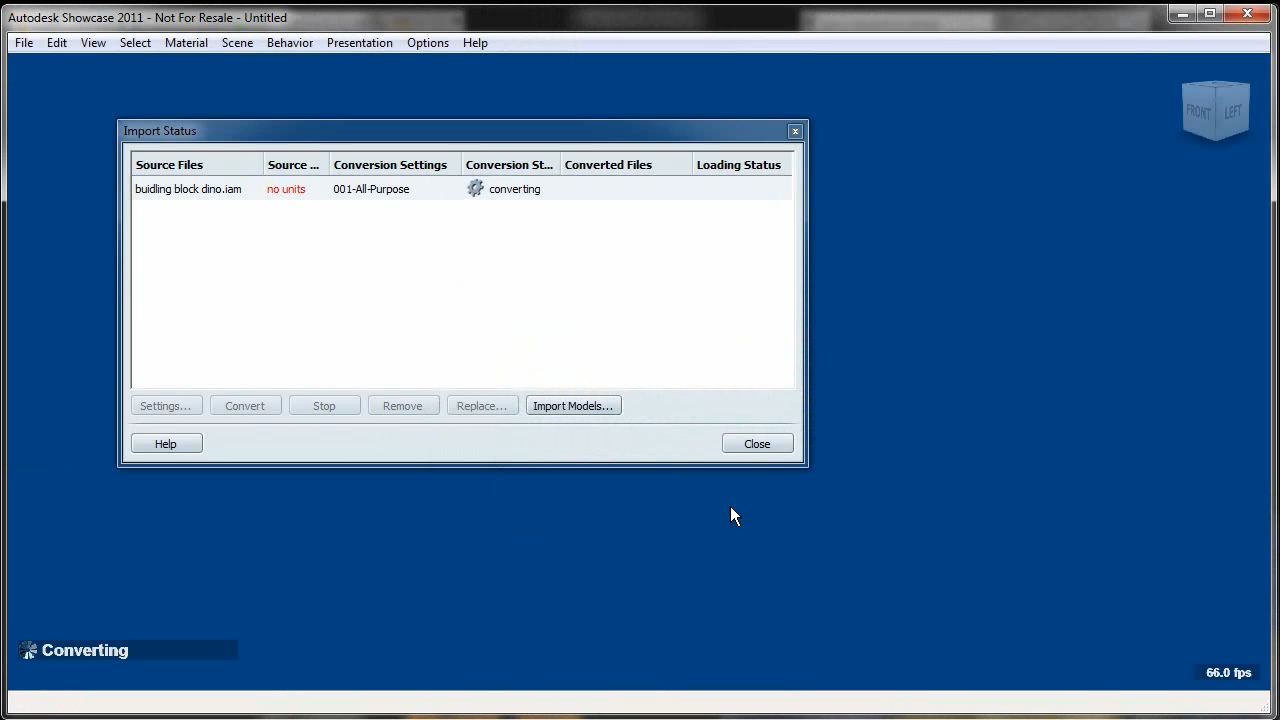 Autodesk Showcase 2011 - Not For Resale - Untitled
File Edit View Select Material Scene Behavior Presentation Options Help
FRONT LEFT
Import Status
Source Files Source ... Conversion Settings Conversion St... Converted Files Loading Status
buidling block dino.iam no units 001-All-Purpose converting
Settings... Convert Stop Remove Replace... Import Models...
Help Close
Converting
66.0 fps